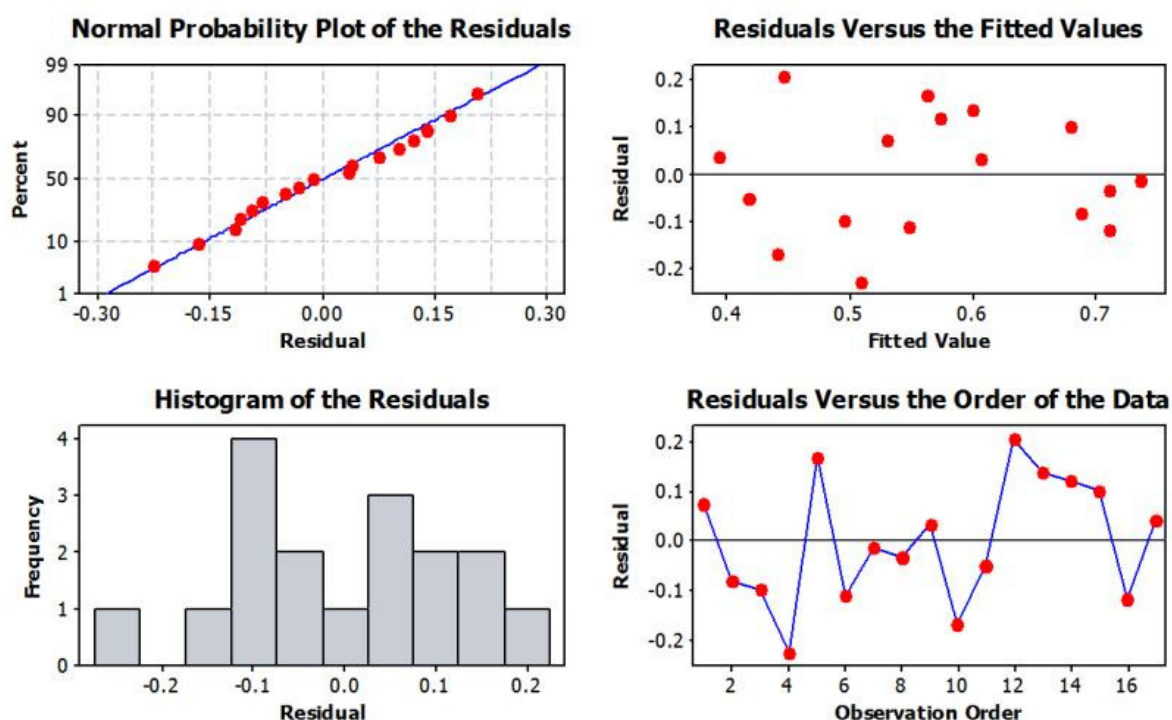 Normal Probability Plot of the Residuals
99
90
50
10
1
Percent
-0.30 -0.15 0.00 0.15 0.30
Residual
Residuals Versus the Fitted Values
0.2
0.1
0.0
-0.1
-0.2
Residual
0.4 0.5 0.6 0.7
Fitted Value
Histogram of the Residuals
4
3
2
1
0
Frequency
-0.2 -0.1 0.0 0.1 0.2
Residual
Residuals Versus the Order of the Data
0.2
0.1
0.0
-0.1
-0.2
Residual
2 4 6 8 10 12 14 16
Observation Order